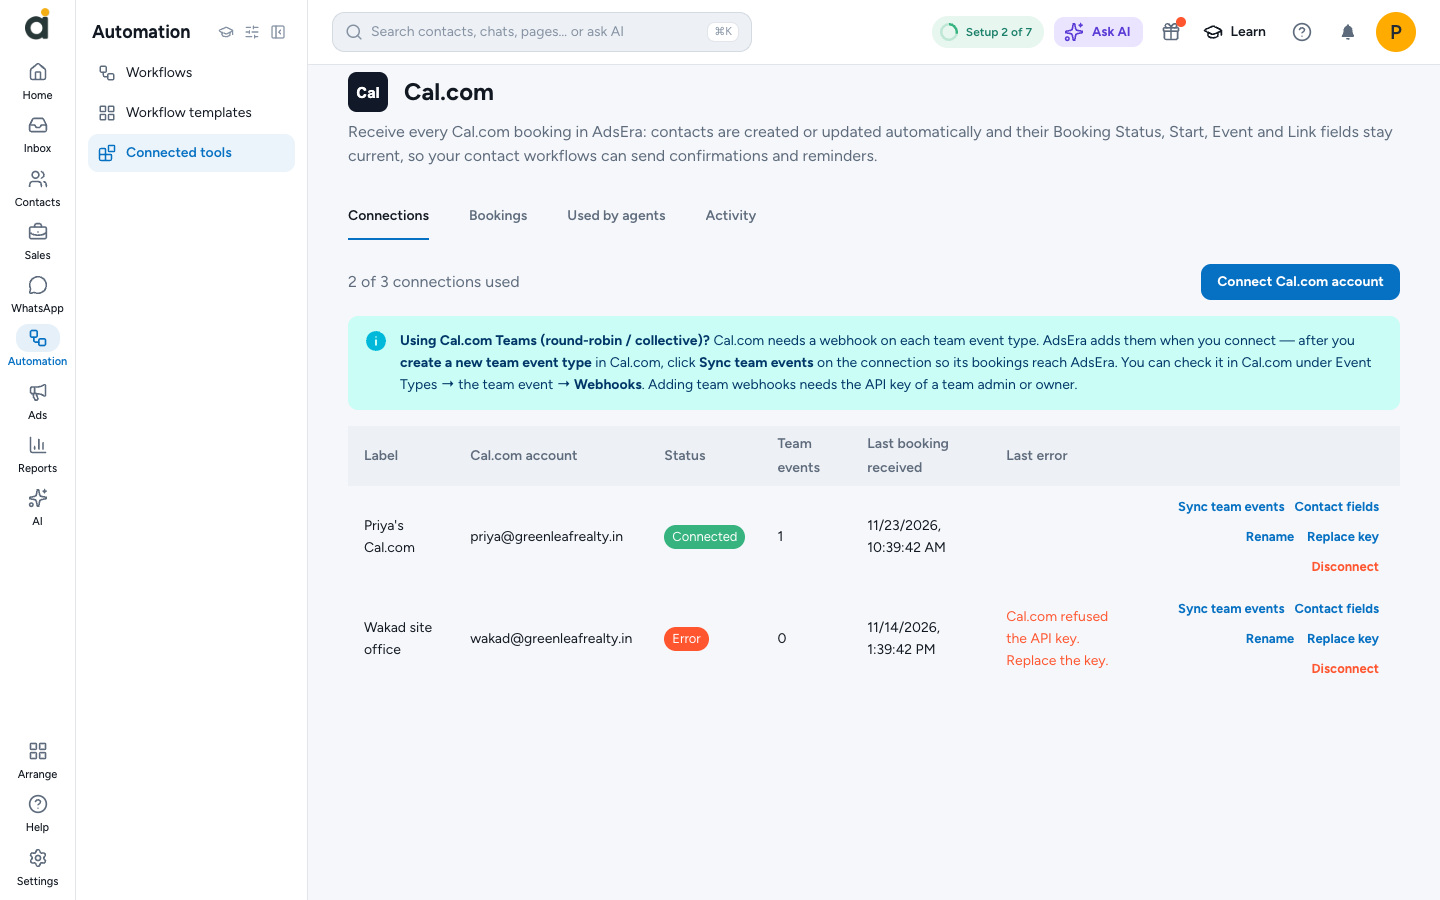 Automation
Search contacts, chats, pages... or ask AI
⌘K
Setup 2 of 7
Ask AI
Learn
P
Home
Inbox
Contacts
Sales
WhatsApp
Automation
Ads
Reports
AI
Arrange
Help
Settings
Workflows
Workflow templates
Connected tools
Cal
Cal.com
Receive every Cal.com booking in AdsEra: contacts are created or updated automatically and their Booking Status, Start, Event and Link fields stay
current, so your contact workflows can send confirmations and reminders.
Connections
Bookings
Used by agents
Activity
2 of 3 connections used
Connect Cal.com account
Using Cal.com Teams (round-robin / collective)? Cal.com needs a webhook on each team event type. AdsEra adds them when you connect — after you
create a new team event type in Cal.com, click Sync team events on the connection so its bookings reach AdsEra. You can check it in Cal.com under Event
Types → the team event → Webhooks. Adding team webhooks needs the API key of a team admin or owner.
Label
Cal.com account
Status
Team
events
Last booking
received
Last error
Priya's
Cal.com
priya@greenleafrealty.in
Connected
1
11/23/2026,
10:39:42 AM
Sync team events Contact fields
Rename Replace key
Disconnect
Wakad site
office
wakad@greenleafrealty.in
Error
0
11/14/2026,
1:39:42 PM
Cal.com refused
the API key.
Replace the key.
Sync team events Contact fields
Rename Replace key
Disconnect